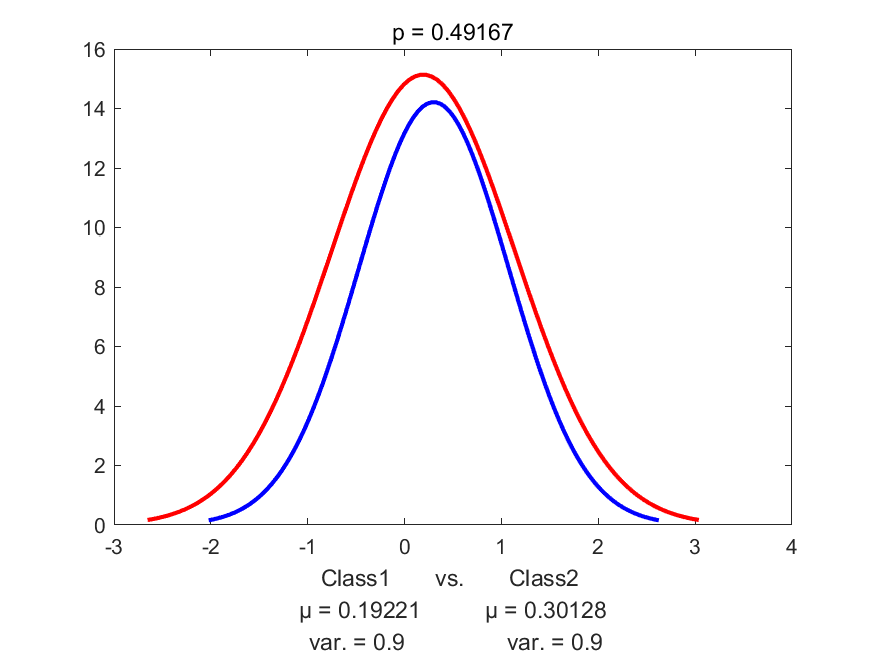 p = 0.49167
16
14
12
10
8
6
4
2
0
-3 -2 -1 0 1 2 3 4
Class1 vs. Class2
μ = 0.19221 μ = 0.30128
var. = 0.9 var. = 0.9